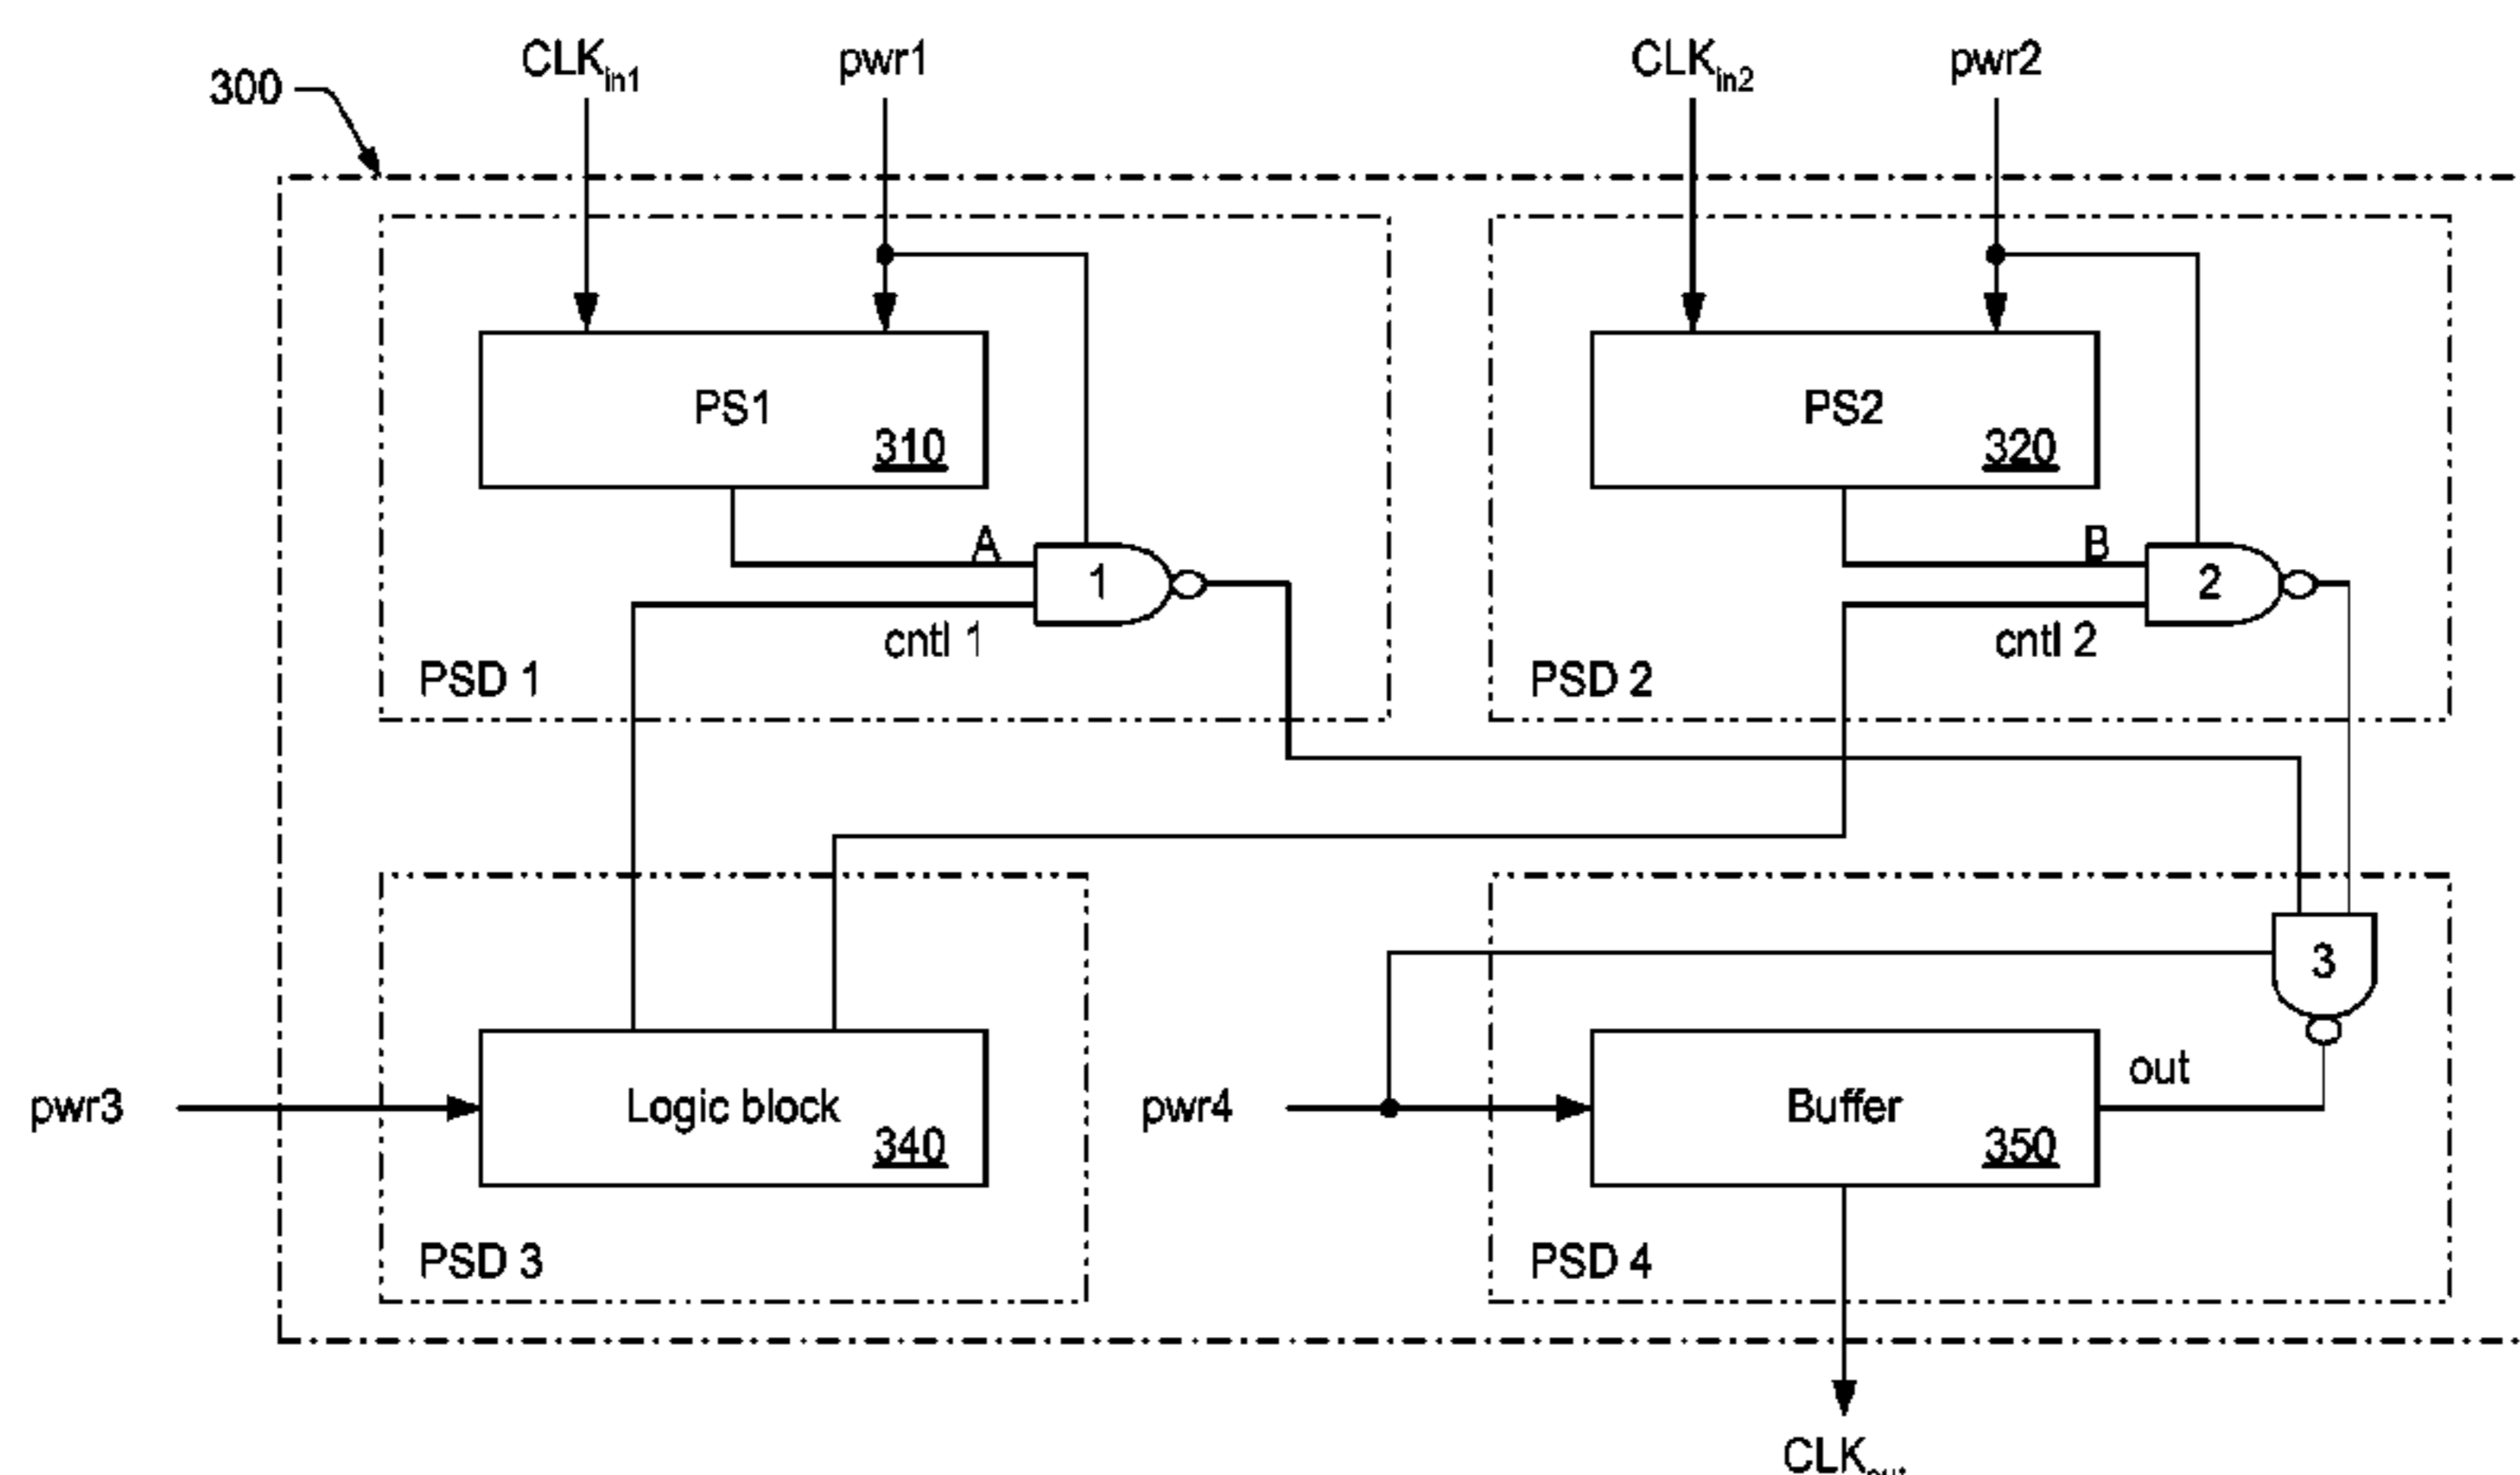 300
CLKin1
pwr1
CLKin2
pwr2
PS1
310
PS2
320
A
1
cntl 1
B
2
cntl 2
PSD 1
PSD 2
3
pwr3
Logic block
340
pwr4
Buffer
350
out
PSD 3
PSD 4
CLKout